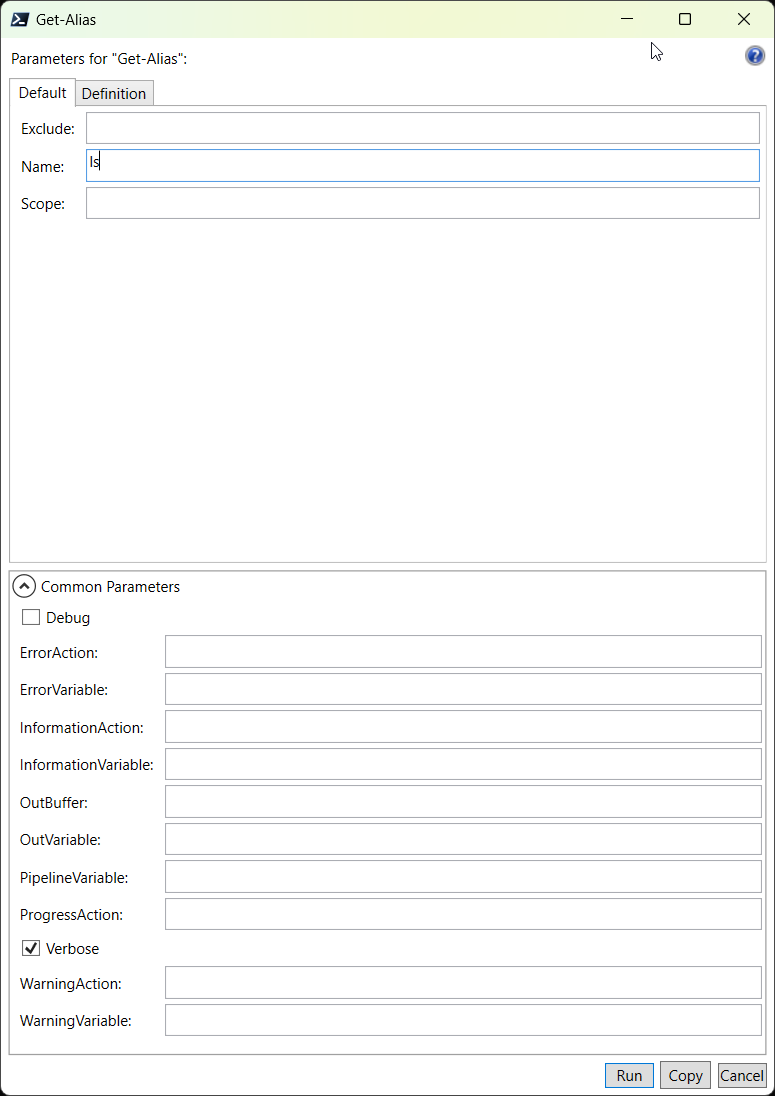 Get-Alias
Parameters for "Get-Alias":
Default Definition
Exclude:
Name: ls
Scope:
Common Parameters
Debug
ErrorAction:
ErrorVariable:
InformationAction:
InformationVariable:
OutBuffer:
OutVariable:
PipelineVariable:
ProgressAction:
Verbose
WarningAction:
WarningVariable:
Run Copy Cancel